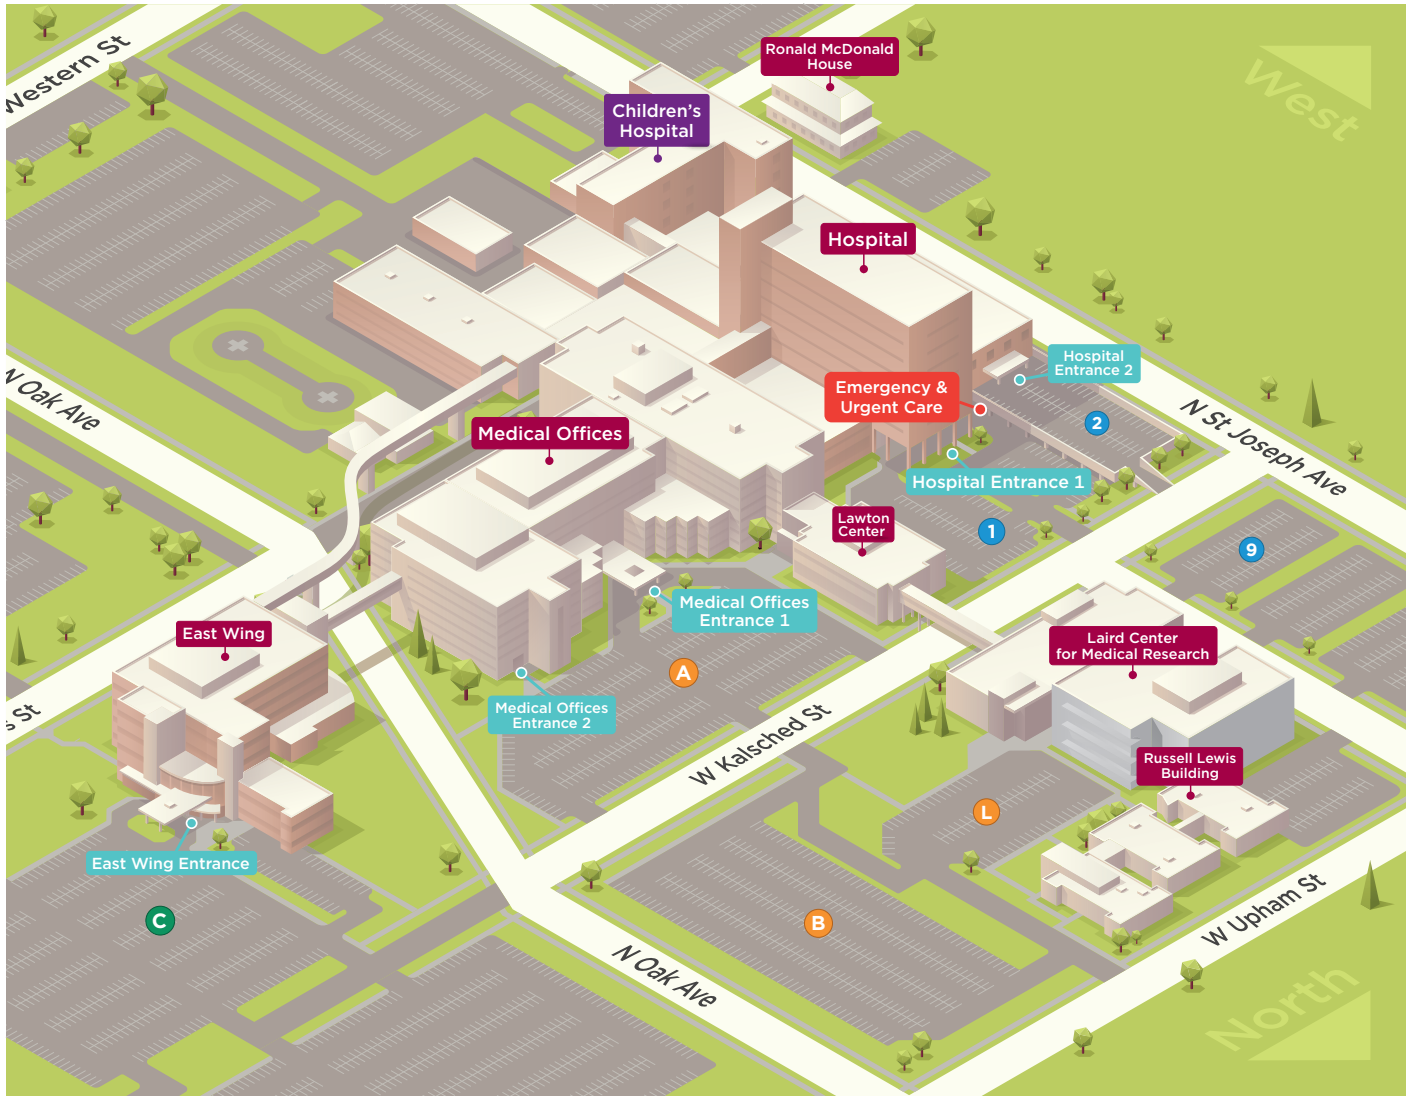 Western St
Ronald McDonald
House
West
Children's
Hospital
Hospital
Hospital
Entrance 2
N Oak Ave
Emergency &
Urgent Care
2
N St Joseph Ave
Medical Offices
Hospital Entrance 1
Lawton
Center
1
9
Medical Offices
Entrance 1
East Wing
Laird Center
for Medical Research
A
s St
Medical Offices
Entrance 2
W Kalsched St
Russell Lewis
Building
L
East Wing Entrance
C
B
W Upham St
N Oak Ave
North